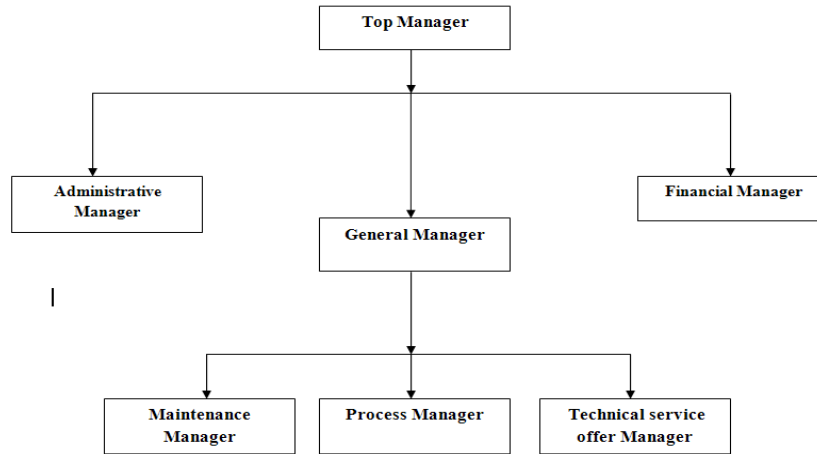 Top Manager
Administrative
Manager
Financial Manager
General Manager
Maintenance
Manager
Process Manager
Technical service
offer Manager